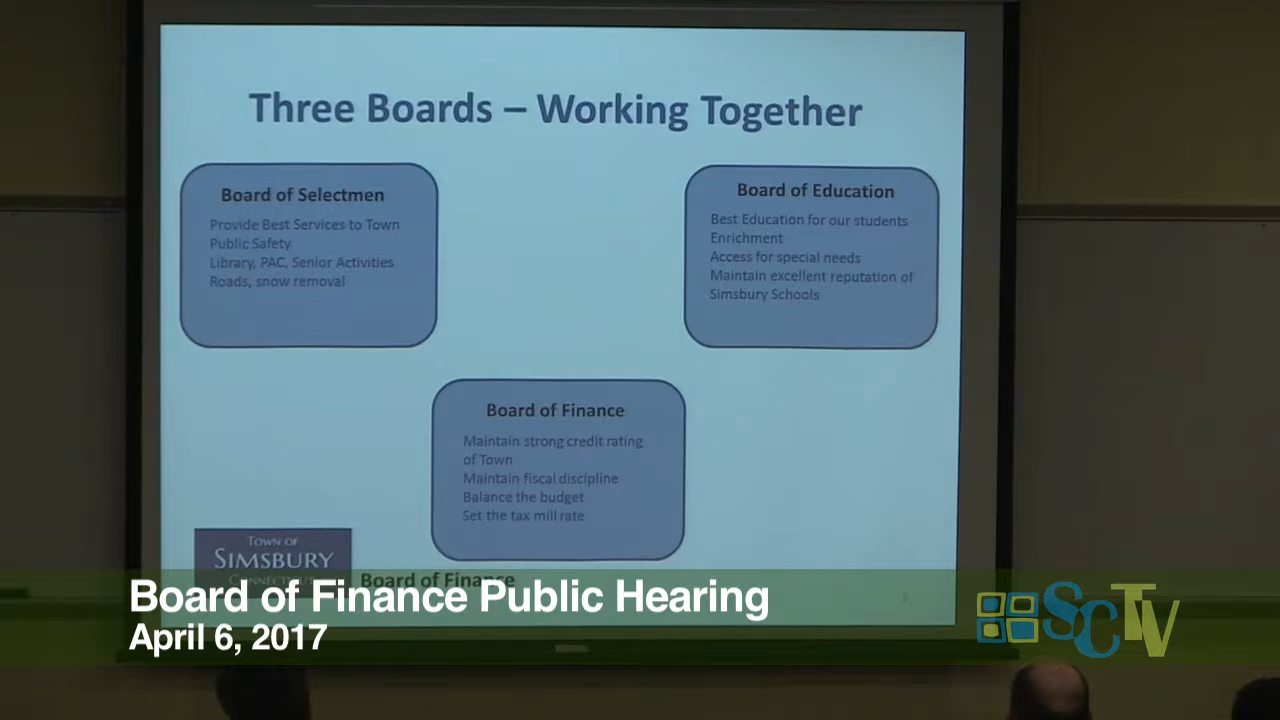 Three Boards – Working Together
Board of Selectmen
Provide Best Services to Town
Public Safety
Library, PAC, Senior Activities
Roads, snow removal
Board of Education
Best Education for our students
Enrichment
Access for special needs
Maintain excellent reputation of
Simsbury Schools
Board of Finance
Maintain strong credit rating
of Town
Maintain fiscal discipline
Balance the budget
Set the tax mill rate
TOWN OF
SIMSBURY
CONNECTICUT
Board of Finance
3
Board of Finance Public Hearing
April 6, 2017
SCTV